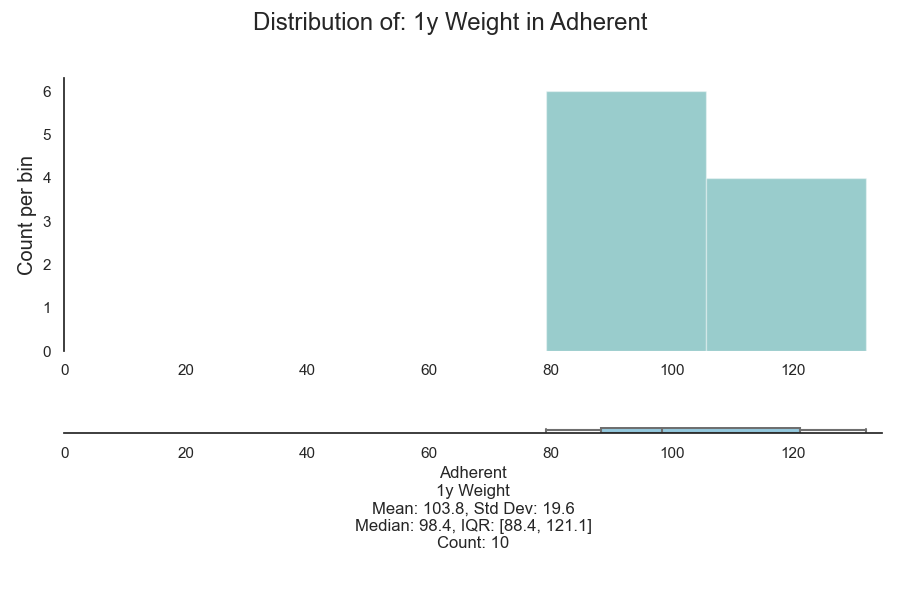 Distribution of: 1y Weight in Adherent
Count per bin
6
5
4
3
2
1
0
0 20 40 60 80 100 120
0 20 40 60 80 100 120
Adherent
1y Weight
Mean: 103.8, Std Dev: 19.6
Median: 98.4, IQR: [88.4, 121.1]
Count: 10